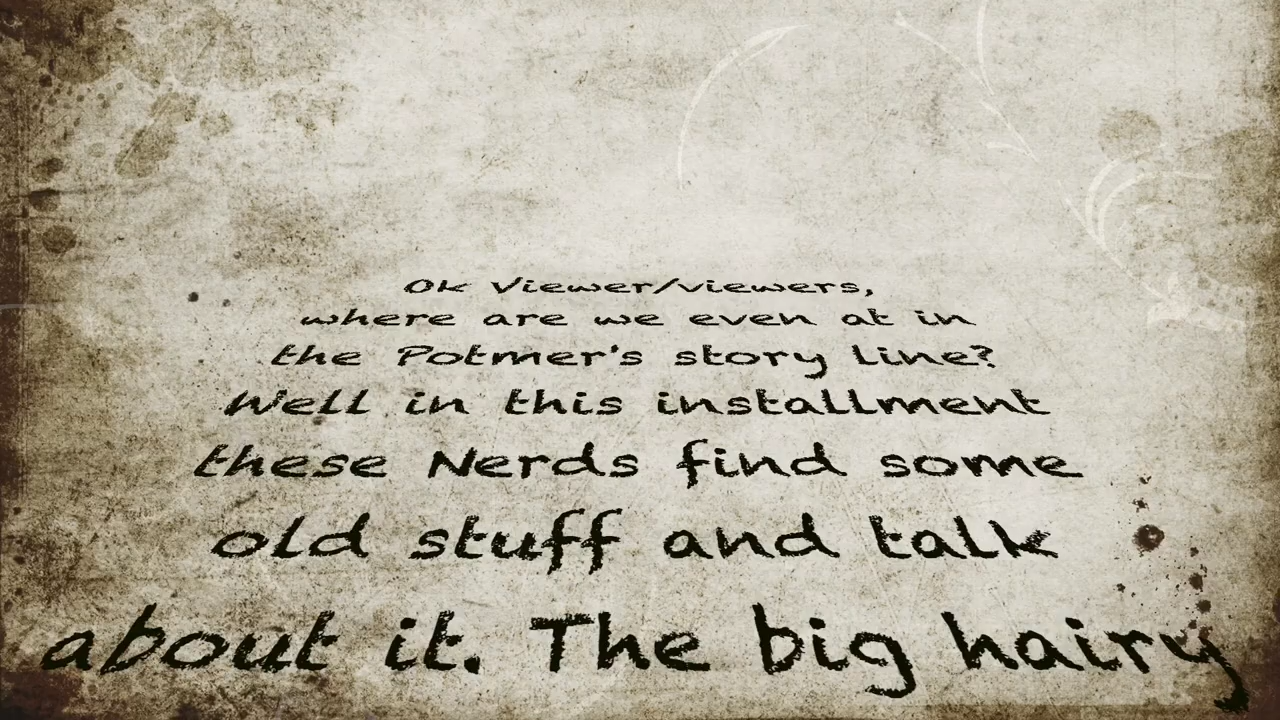 Ok Viewer/viewers,
where are we even at in
the Potmer's story line?
Well in this installment
these Nerds find some
old stuff and talk
about it. The big hairy